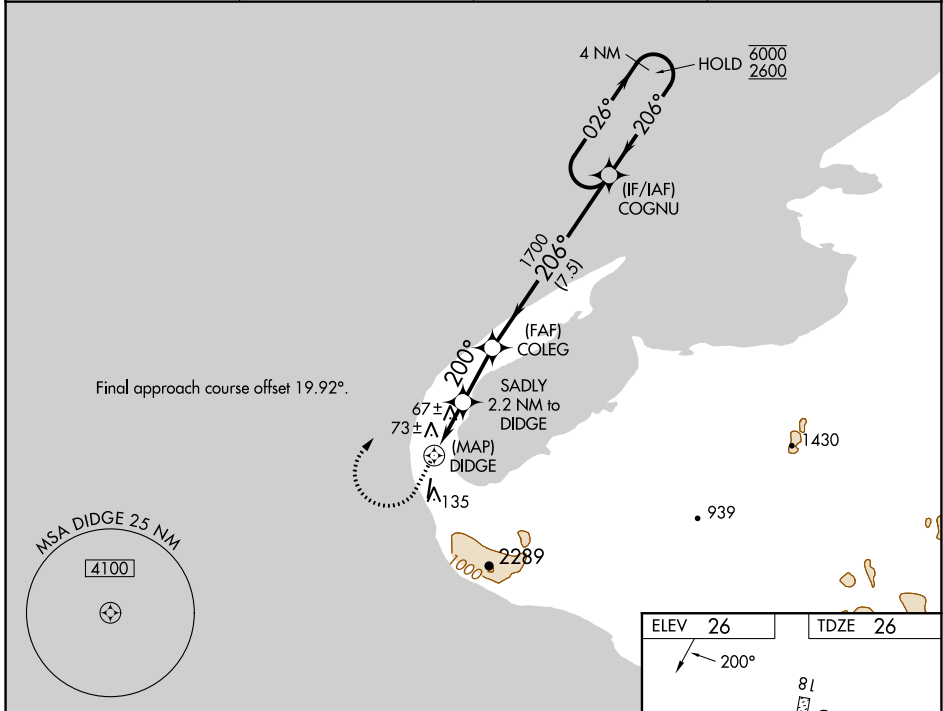 4 NM
HOLD 6000
2600
026°
206°
(IF/IAF)
COGNU
1700
206°
(7.5)
(FAF)
COLEG
200°
Final approach course offset 19.92°.
SADLY
2.2 NM to
DIDGE
67±
73±
(MAP)
DIDGE
135
1430
939
2289
1000
MSA DIDGE 25 NM
4100
ELEV 26
TDZE 26
200°
18